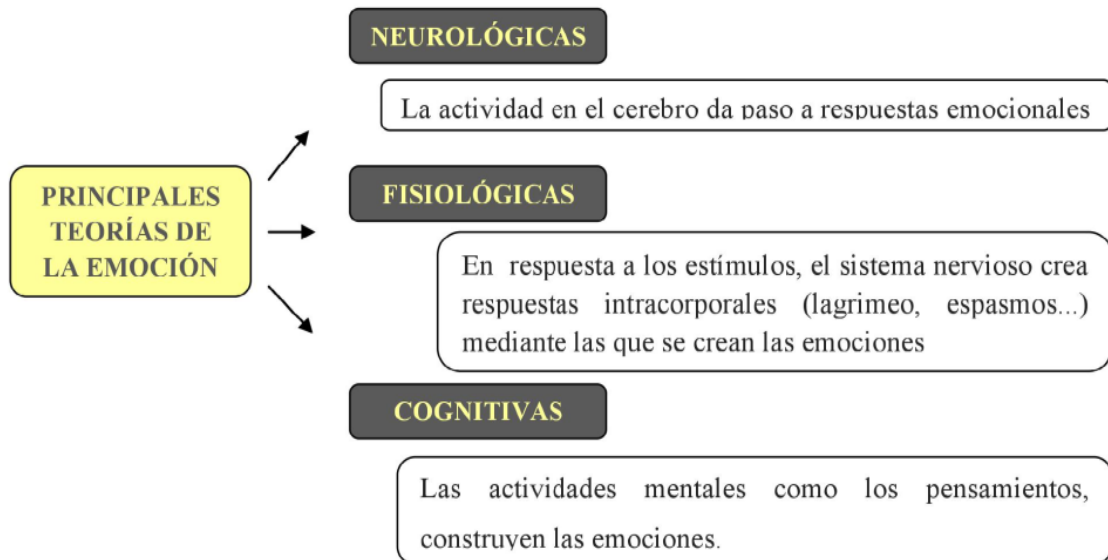 NEUROLÓGICAS
La actividad en el cerebro da paso a respuestas emocionales
PRINCIPALES
TEORÍAS DE
LA EMOCIÓN
FISIOLÓGICAS
En respuesta a los estímulos, el sistema nervioso crea
respuestas intracorporales (lagrimeo, espasmos...)
mediante las que se crean las emociones
COGNITIVAS
Las actividades mentales como los pensamientos,
construyen las emociones.